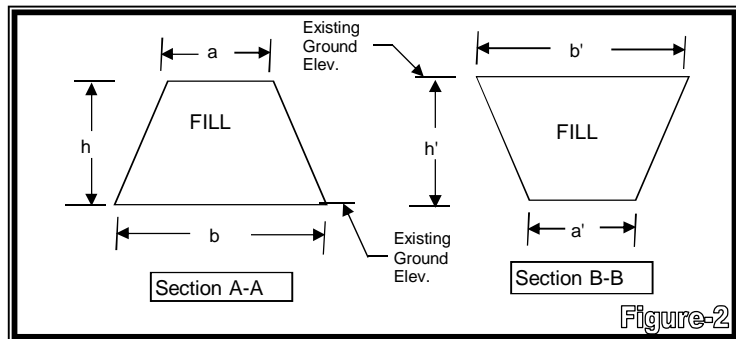 a
FILL
h
b
Section A-A
Existing
Ground
Elev.
Existing
Ground
Elev.
b'
FILL
h'
a'
Section B-B
Figure-2